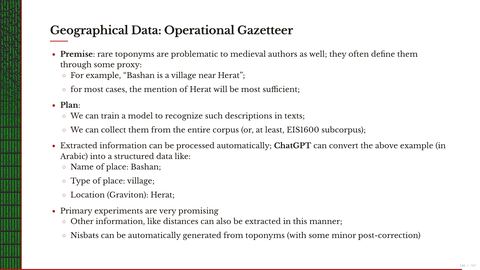 Geographical Data: Operational Gazetteer
• Premise: rare toponyms are problematic to medieval authors as well; they often define them
through some proxy:
○ For example, “Bashan is a village near Herat”;
○ for most cases, the mention of Herat will be most sufficient;
• Plan:
○ We can train a model to recognize such descriptions in texts;
○ We can collect them from the entire corpus (or, at least, EIS1600 subcorpus);
• Extracted information can be processed automatically; ChatGPT can convert the above example (in
Arabic) into a structured data like:
○ Name of place: Bashan;
○ Type of place: village;
○ Location (Graviton): Herat;
• Primary experiments are very promising
○ Other information, like distances can also be extracted in this manner;
○ Nisbats can be automatically generated from toponyms (with some minor post-correction)